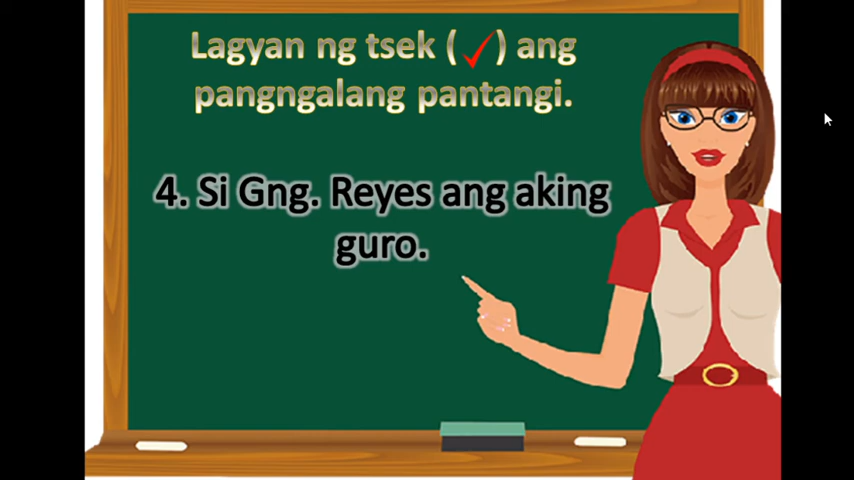 Lagyan ng tsek (✓) ang
pangngalang pantangi.
4. Si Gng. Reyes ang aking
guro.